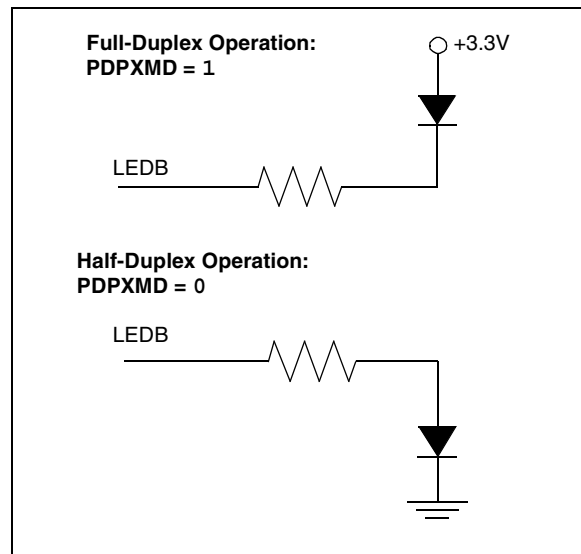 Full-Duplex Operation:
PDPXMD = 1
+3.3V
LEDB
Half-Duplex Operation:
PDPXMD = 0
LEDB